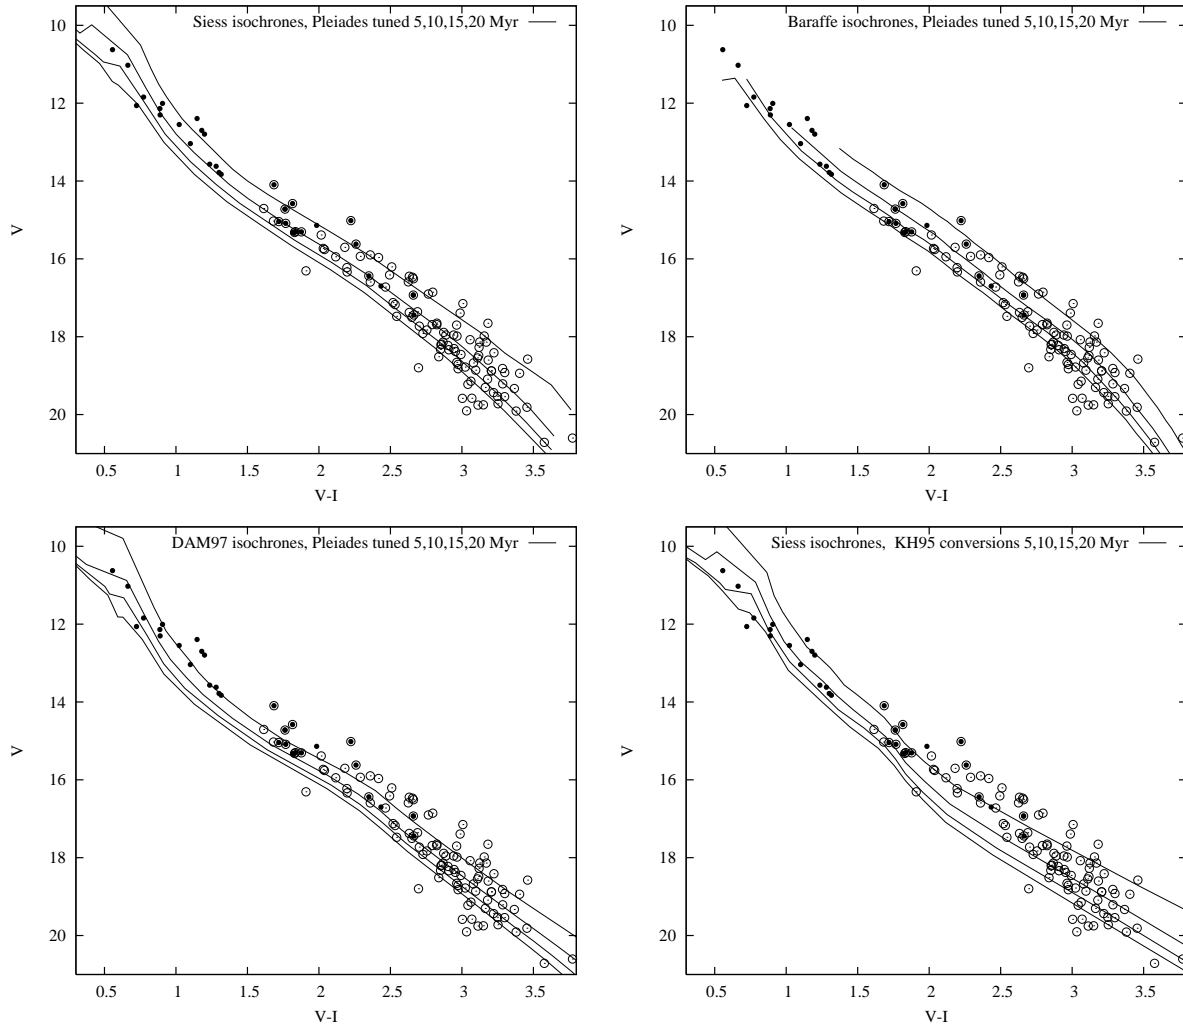 Siess isochrones, Pleiades tuned 5,10,15,20 Myr
10
12
14
16
18
20
V
0.5 1 1.5 2 2.5 3 3.5
V-I
Baraffe isochrones, Pleiades tuned 5,10,15,20 Myr
10
12
14
16
18
20
V
0.5 1 1.5 2 2.5 3 3.5
V-I
DAM97 isochrones, Pleiades tuned 5,10,15,20 Myr
10
12
14
16
18
20
V
0.5 1 1.5 2 2.5 3 3.5
V-I
Siess isochrones, KH95 conversions 5,10,15,20 Myr
10
12
14
16
18
20
V
0.5 1 1.5 2 2.5 3 3.5
V-I